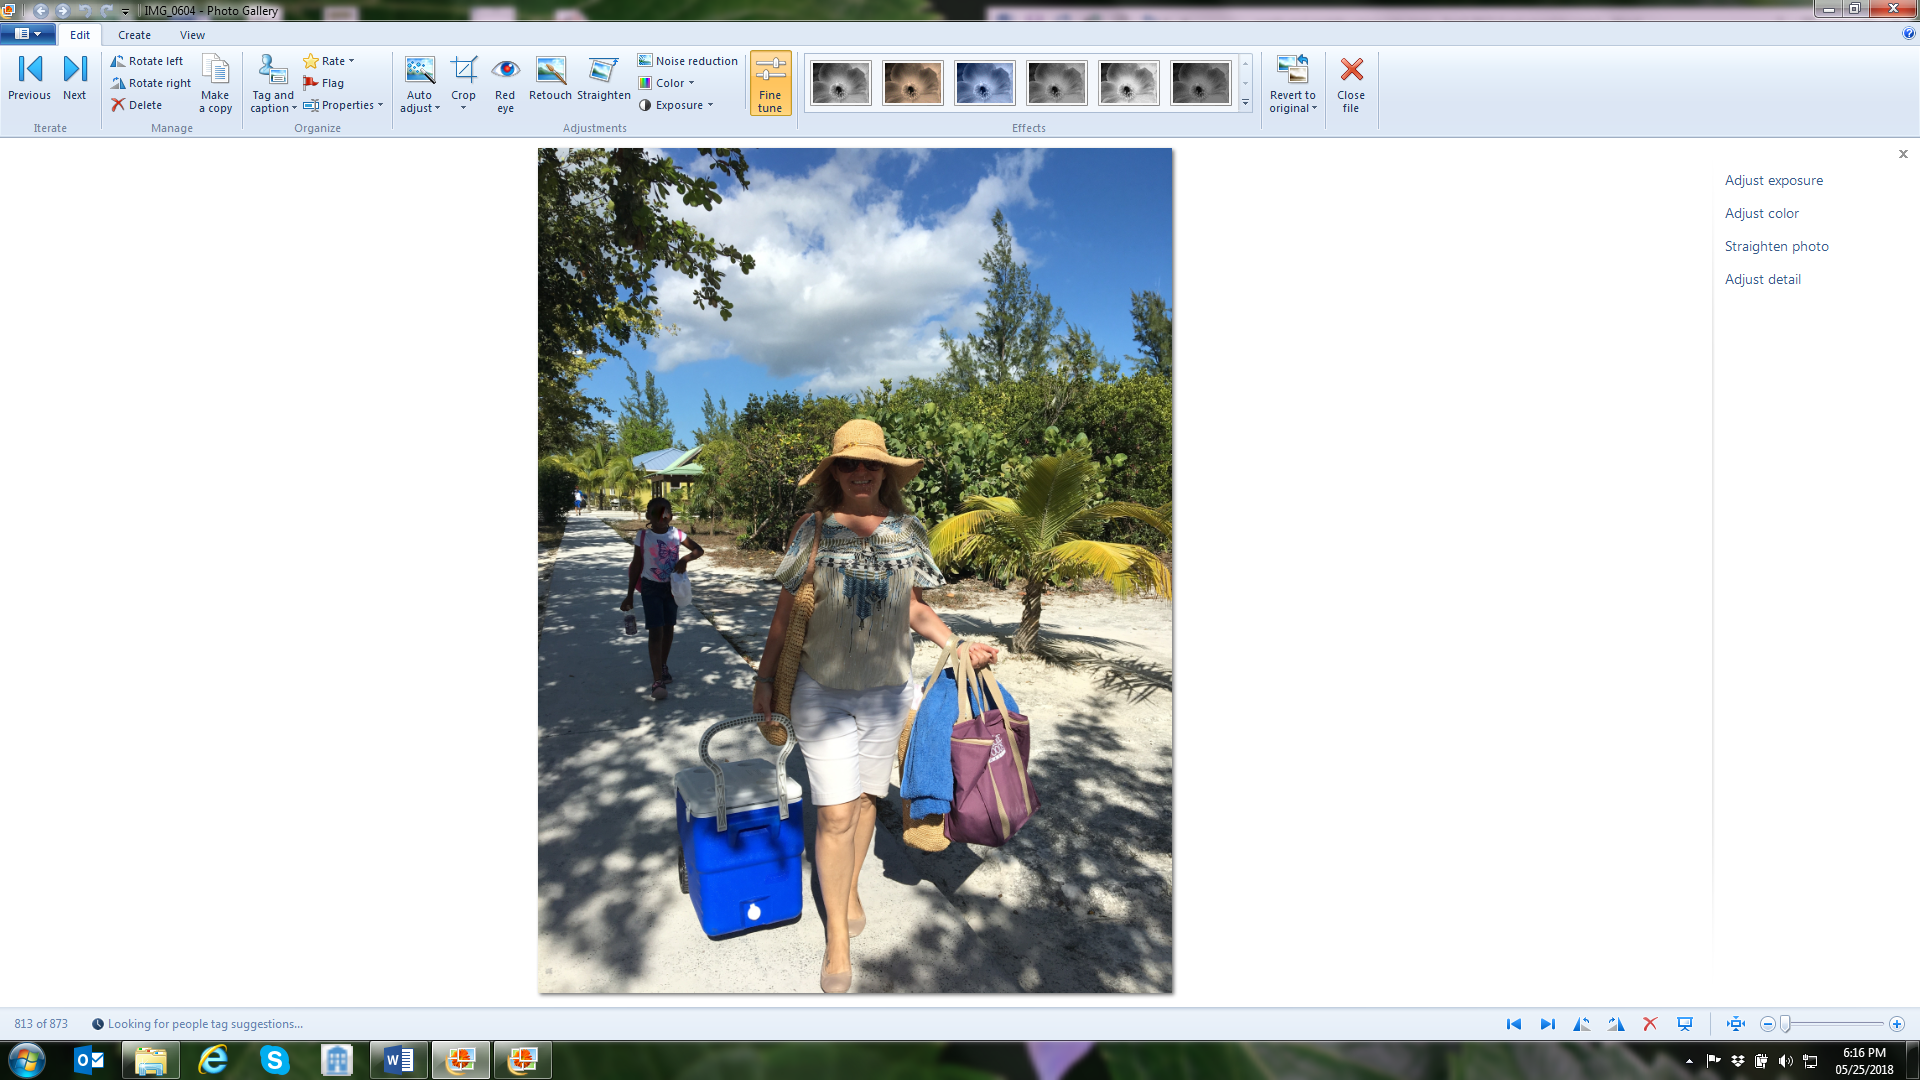 IMG_0604 - Photo Gallery
Edit Create View
Previous Next
Rotate left
Rotate right
Delete
Make a copy
Iterate Manage
Tag and caption
Rate
Flag
Properties
Organize
Auto adjust
Crop
Red eye
Retouch
Straighten
Noise reduction
Color
Exposure
Adjustments
Fine tune
Effects
Revert to original
Close file
Adjust exposure
Adjust color
Straighten photo
Adjust detail
813 of 873 Looking for people tag suggestions...
6:16 PM
05/25/2018